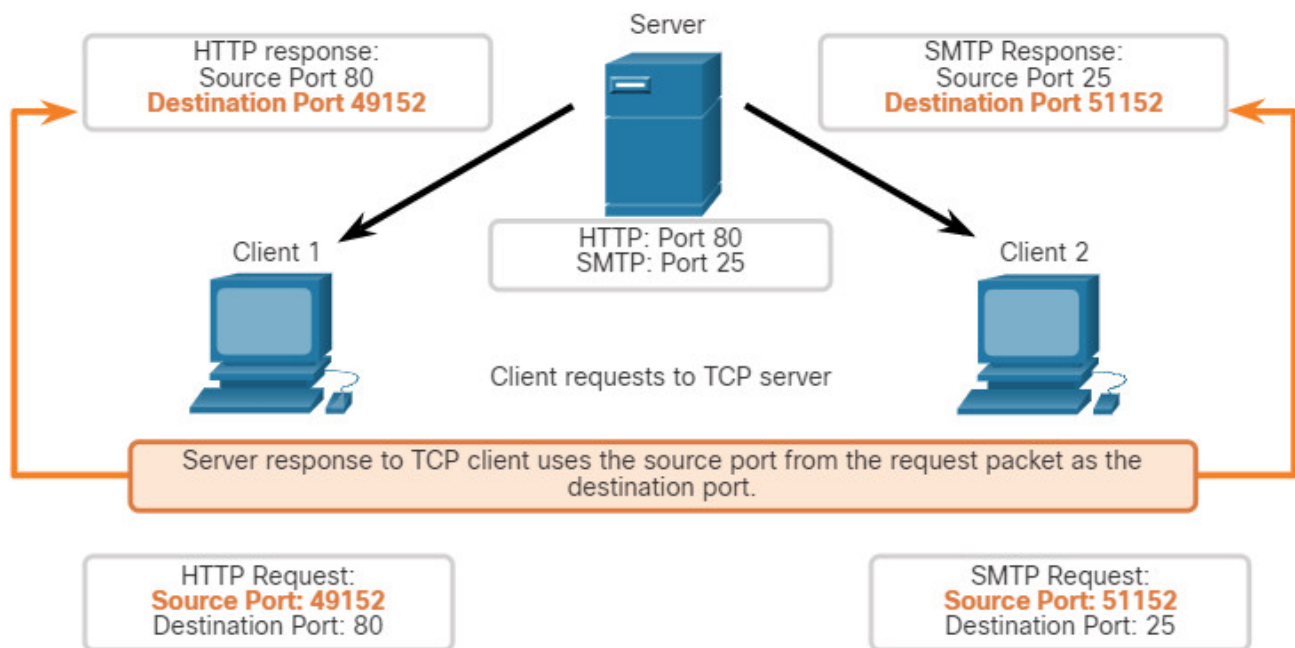 Server
HTTP response:
Source Port 80
Destination Port 49152
SMTP Response:
Source Port 25
Destination Port 51152
HTTP: Port 80
SMTP: Port 25
Client 1
Client 2
Client requests to TCP server
Server response to TCP client uses the source port from the request packet as the
destination port.
HTTP Request:
Source Port: 49152
Destination Port: 80
SMTP Request:
Source Port: 51152
Destination Port: 25